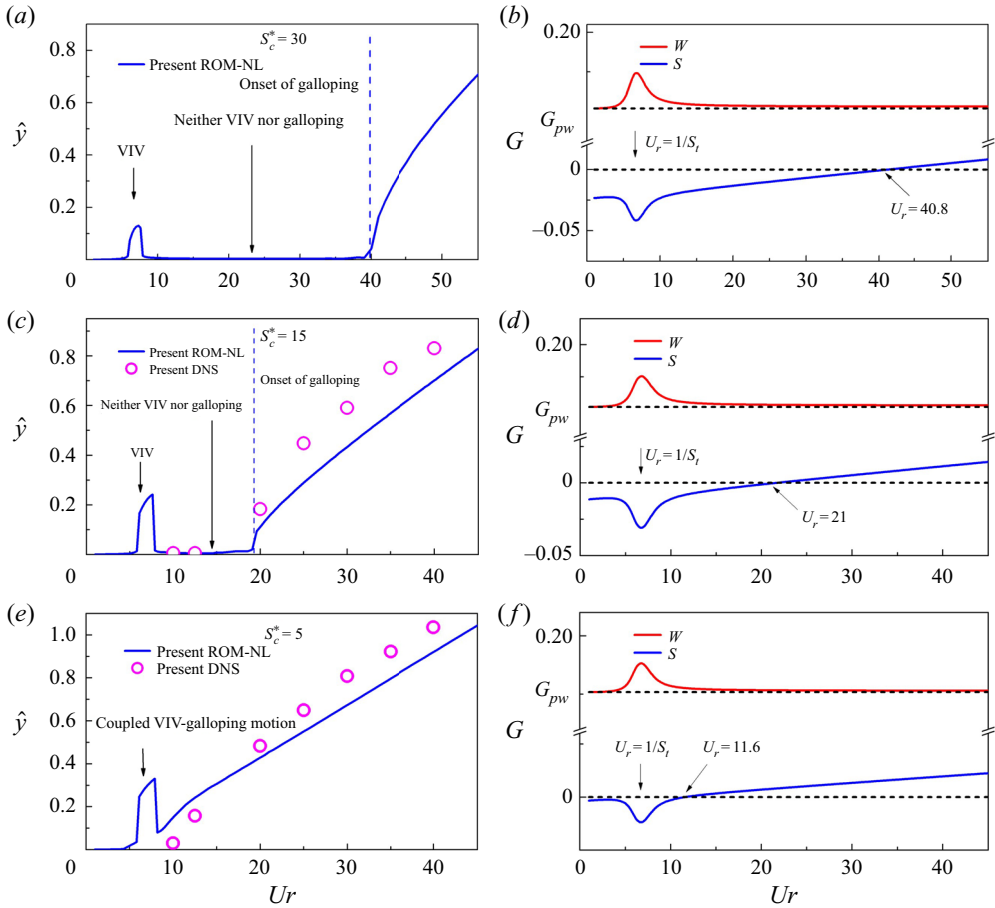 (a)
S*c = 30
Present ROM-NL
Onset of galloping
Neither VIV nor galloping
VIV
ŷ
0.8
0.6
0.4
0.2
0 10 20 30 40 50
(b)
0.20
W
S
Gpw
G
Ur = 1/St
0
Ur = 40.8
−0.05
0 10 20 30 40 50
(c)
S*c = 15
Present ROM-NL
Present DNS
Onset of galloping
Neither VIV nor galloping
VIV
ŷ
0.8
0.6
0.4
0.2
0 10 20 30 40
(d)
0.20
W
S
Gpw
G
Ur = 1/St
0
Ur = 21
−0.05
0 10 20 30 40
(e)
S*c = 5
Present ROM-NL
Present DNS
Coupled VIV-galloping motion
ŷ
1.0
0.8
0.6
0.4
0.2
0 10 20 30 40
Ur
(f)
0.20
W
S
Gpw
G
Ur = 1/St
Ur = 11.6
0
0 10 20 30 40
Ur